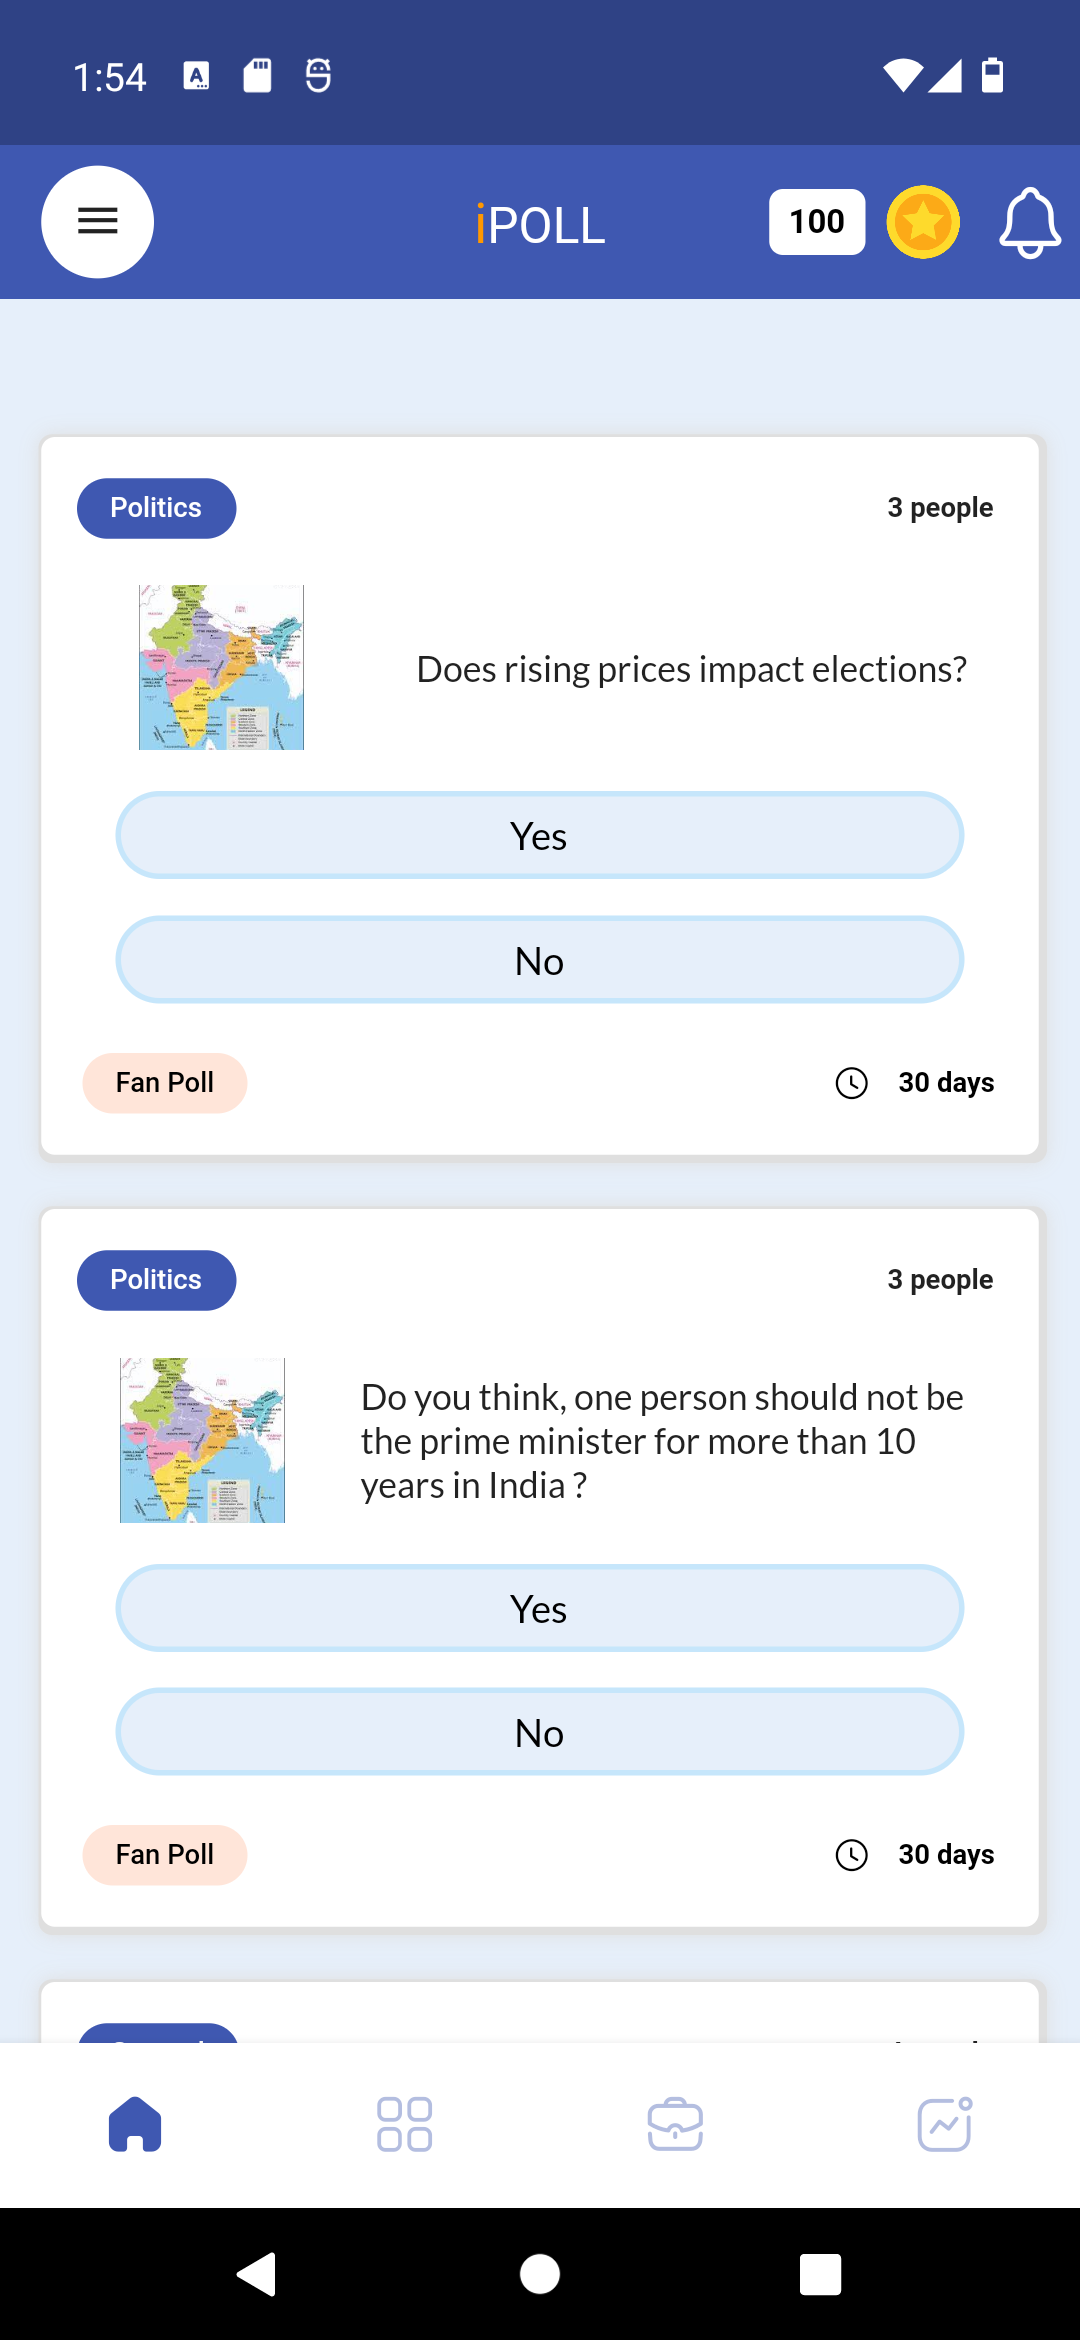 1:54
iPOLL
100
Politics
3 people
Does rising prices impact elections?
Yes
No
Fan Poll
30 days
Politics
3 people
Do you think, one person should not be
the prime minister for more than 10
years in India ?
Yes
No
Fan Poll
30 days